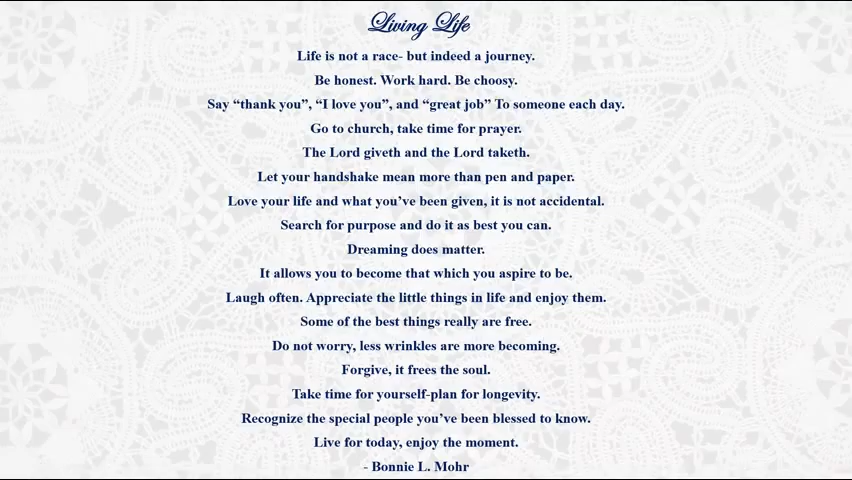 Living Life
Life is not a race- but indeed a journey.
Be honest. Work hard. Be choosy.
Say “thank you”, “I love you”, and “great job” To someone each day.
Go to church, take time for prayer.
The Lord giveth and the Lord taketh.
Let your handshake mean more than pen and paper.
Love your life and what you’ve been given, it is not accidental.
Search for purpose and do it as best you can.
Dreaming does matter.
It allows you to become that which you aspire to be.
Laugh often. Appreciate the little things in life and enjoy them.
Some of the best things really are free.
Do not worry, less wrinkles are more becoming.
Forgive, it frees the soul.
Take time for yourself-plan for longevity.
Recognize the special people you’ve been blessed to know.
Live for today, enjoy the moment.
- Bonnie L. Mohr